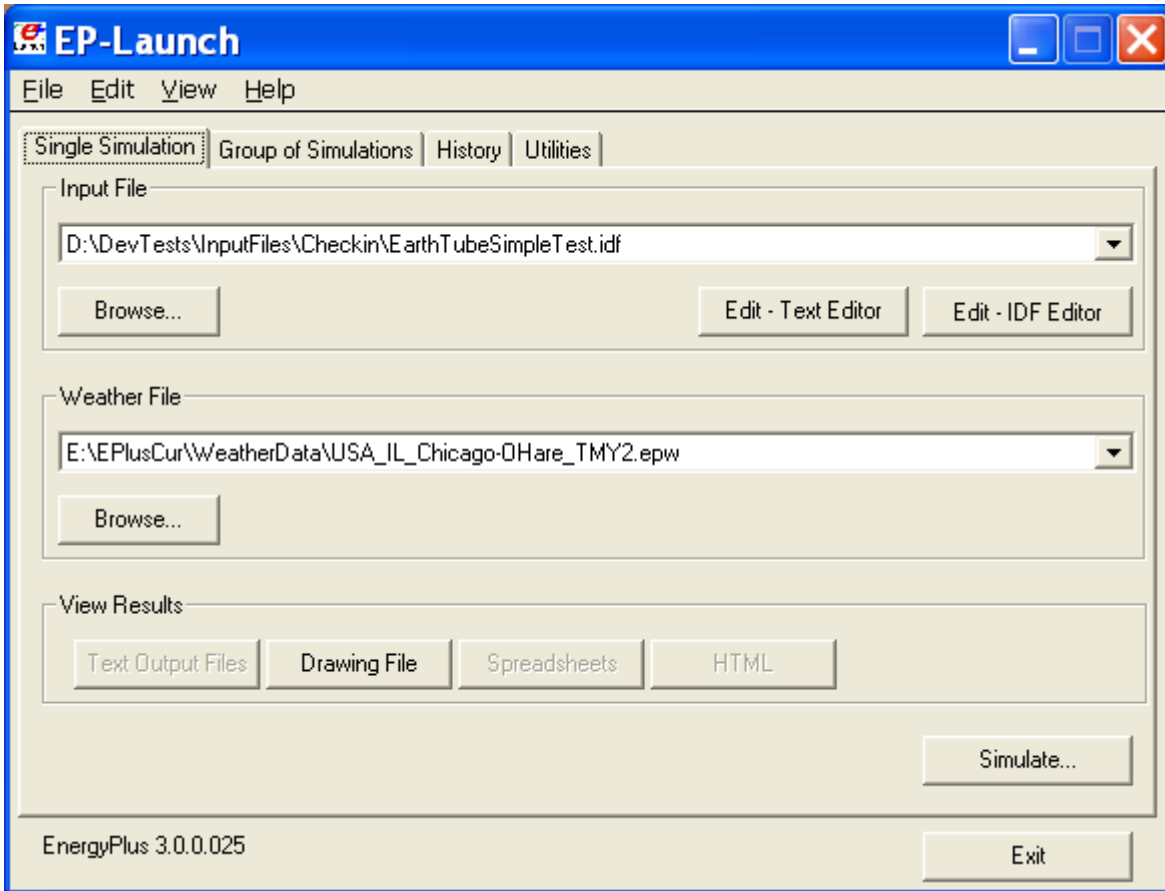 EP-Launch
File Edit View Help
Single Simulation Group of Simulations History Utilities
Input File
D:\DevTests\InputFiles\Checkin\EarthTubeSimpleTest.idf
Browse... Edit - Text Editor Edit - IDF Editor
Weather File
E:\EPlusCur\WeatherData\USA_IL_Chicago-OHare_TMY2.epw
Browse...
View Results
Text Output Files Drawing File Spreadsheets HTML
Simulate...
EnergyPlus 3.0.0.025 Exit